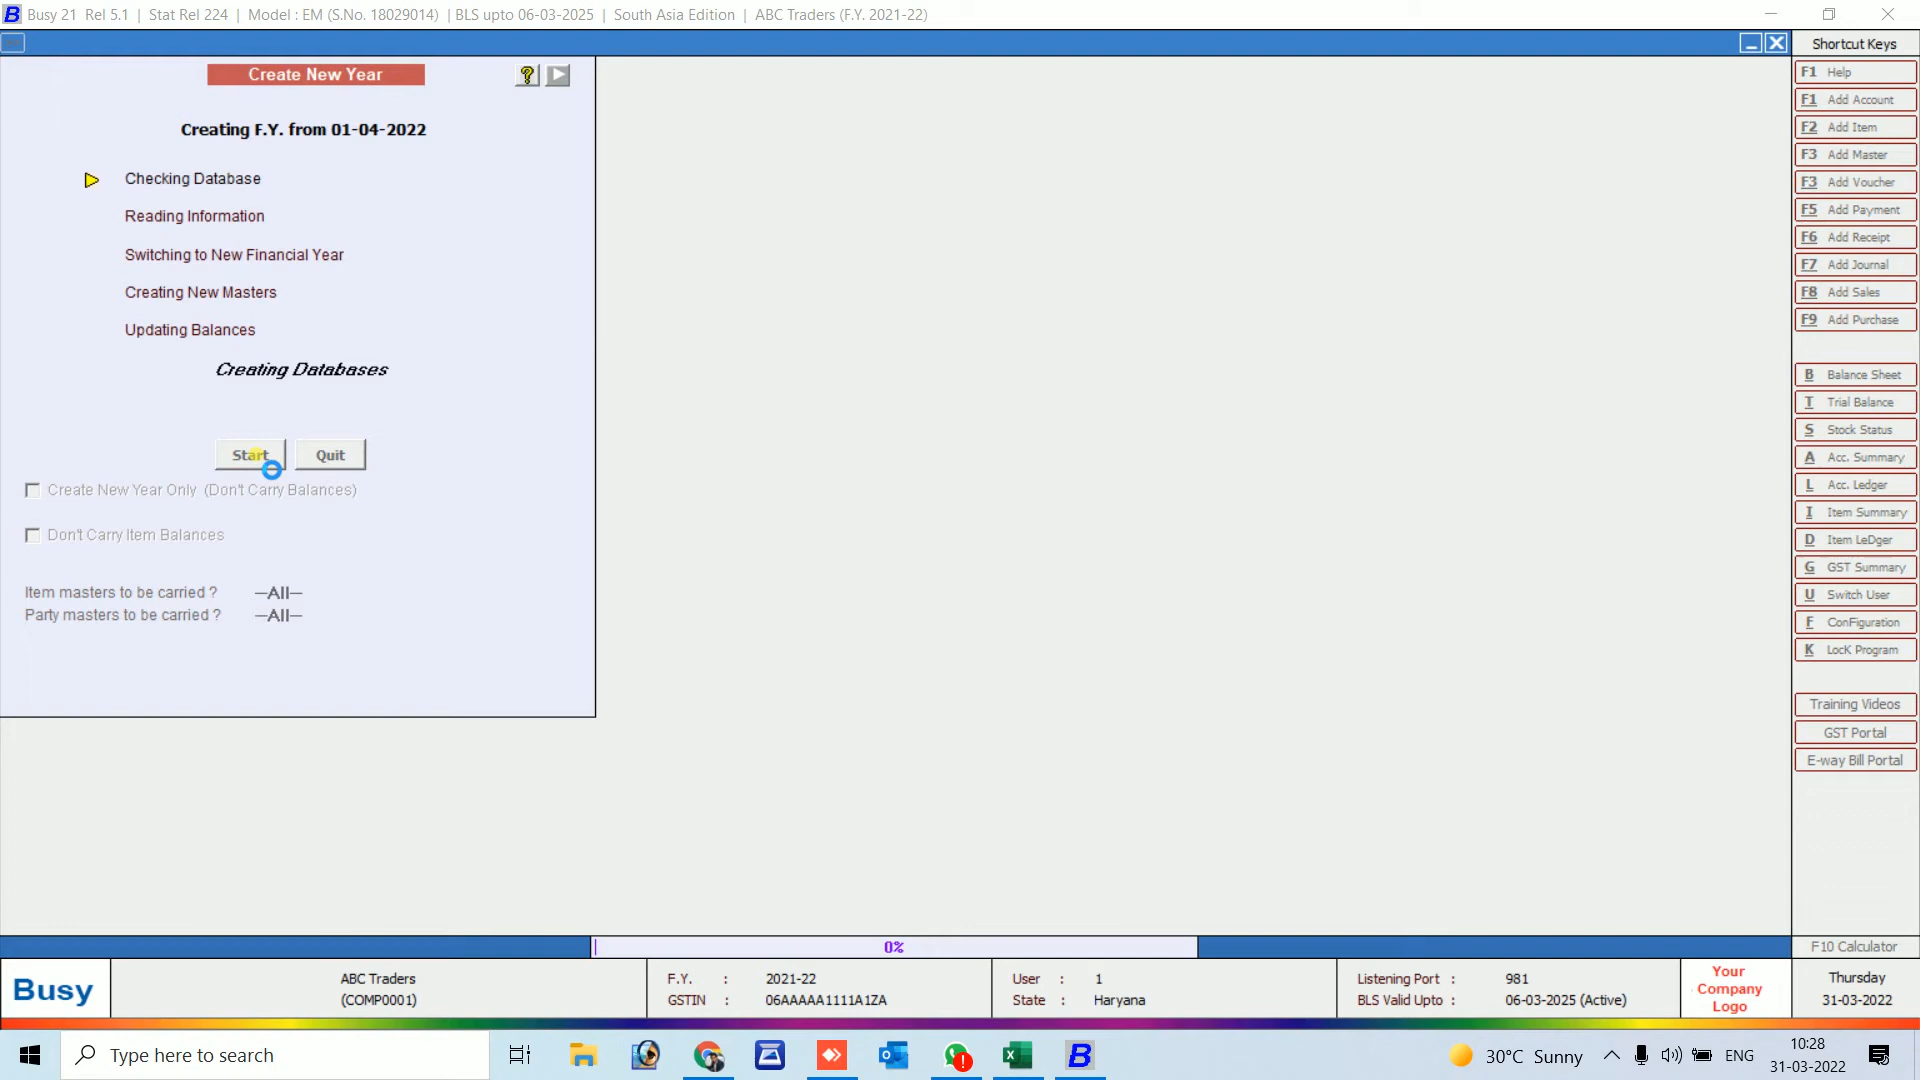 Busy 21 Rel 5.1 | Stat Rel 224 | Model : EM (S.No. 18029014) | BLS upto 06-03-2025 | South Asia Edition | ABC Traders (F.Y. 2021-22)
Create New Year
Creating F.Y. from 01-04-2022
Checking Database
Reading Information
Switching to New Financial Year
Creating New Masters
Updating Balances
Creating Databases
Start Quit
Create New Year Only (Don't Carry Balances)
Don't Carry Item Balances
Item masters to be carried ? —All—
Party masters to be carried ? —All—
Shortcut Keys
F1 Help
F1 Add Account
F2 Add Item
F3 Add Master
F3 Add Voucher
F5 Add Payment
F6 Add Receipt
F7 Add Journal
F8 Add Sales
F9 Add Purchase
B Balance Sheet
T Trial Balance
S Stock Status
A Acc. Summary
L Acc. Ledger
I Item Summary
D Item LeDger
G GST Summary
U Switch User
F ConFiguration
K LocK Program
Training Videos
GST Portal
E-way Bill Portal
0%
F10 Calculator
Busy
ABC Traders
(COMP0001)
F.Y. : 2021-22
GSTIN : 06AAAAA1111A1ZA
User : 1
State : Haryana
Listening Port : 981
BLS Valid Upto : 06-03-2025 (Active)
Your
Company
Logo
Thursday
31-03-2022
Type here to search
30°C Sunny
ENG
10:28
31-03-2022